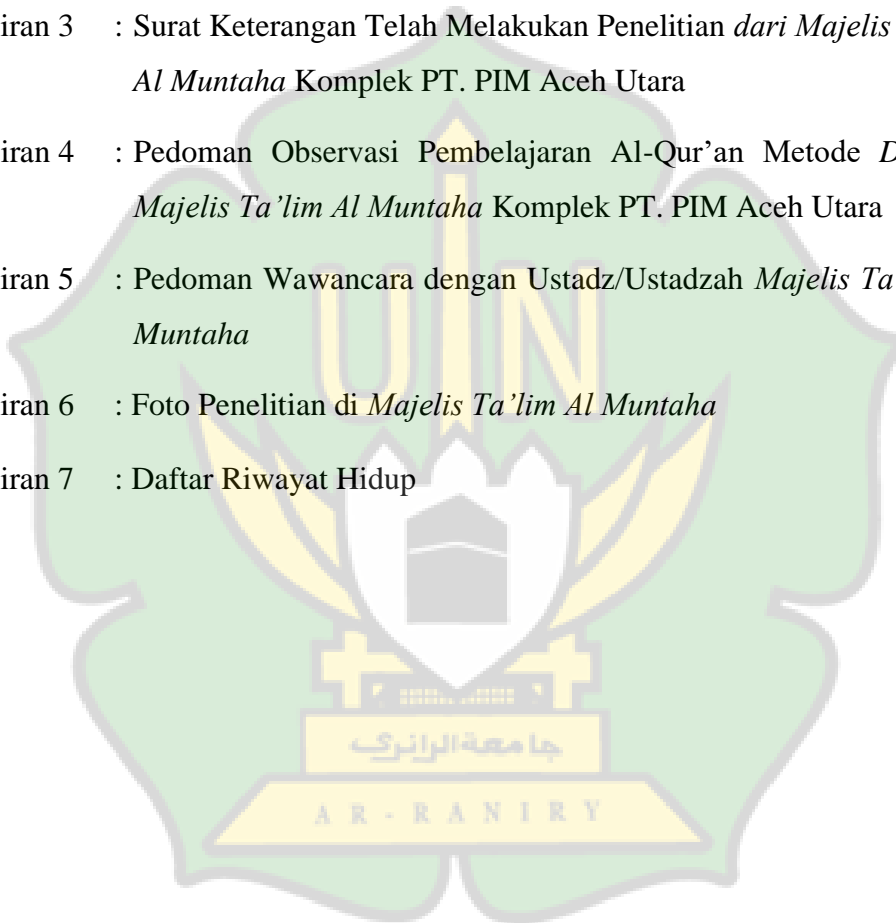 iran 3 : Surat Keterangan Telah Melakukan Penelitian dari Majelis
Al Muntaha Komplek PT. PIM Aceh Utara
iran 4 : Pedoman Observasi Pembelajaran Al-Qur’an Metode D
Majelis Ta’lim Al Muntaha Komplek PT. PIM Aceh Utara
iran 5 : Pedoman Wawancara dengan Ustadz/Ustadzah Majelis Ta
Muntaha
iran 6 : Foto Penelitian di Majelis Ta’lim Al Muntaha
iran 7 : Daftar Riwayat Hidup
UIN
جامعة الرانري
AR-RANIRY